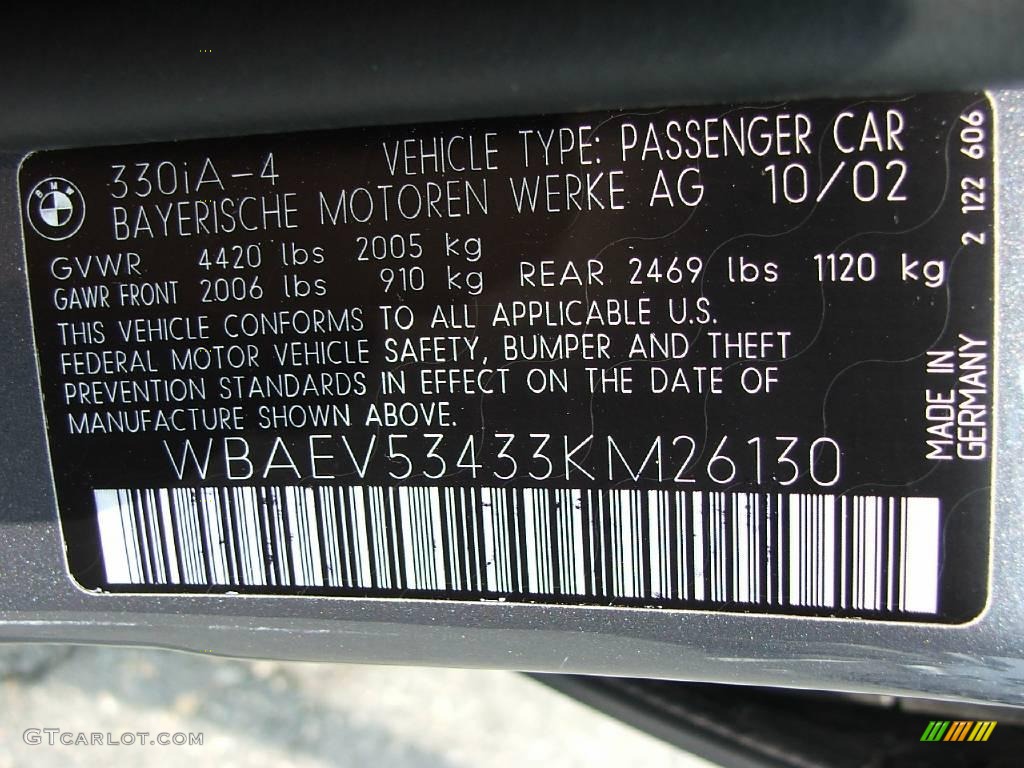 330iA-4 VEHICLE TYPE: PASSENGER CAR
BMW
BAYERISCHE MOTOREN WERKE AG 10/02
GVWR 4420 lbs 2005 kg
GAWR FRONT 2006 lbs 910 kg REAR 2469 lbs 1120 kg
THIS VEHICLE CONFORMS TO ALL APPLICABLE U.S.
FEDERAL MOTOR VEHICLE SAFETY, BUMPER AND THEFT
PREVENTION STANDARDS IN EFFECT ON THE DATE OF
MANUFACTURE SHOWN ABOVE.
WBAEV53433KM26130
MADE IN
GERMANY
2 122 606
GTCARLOT.COM